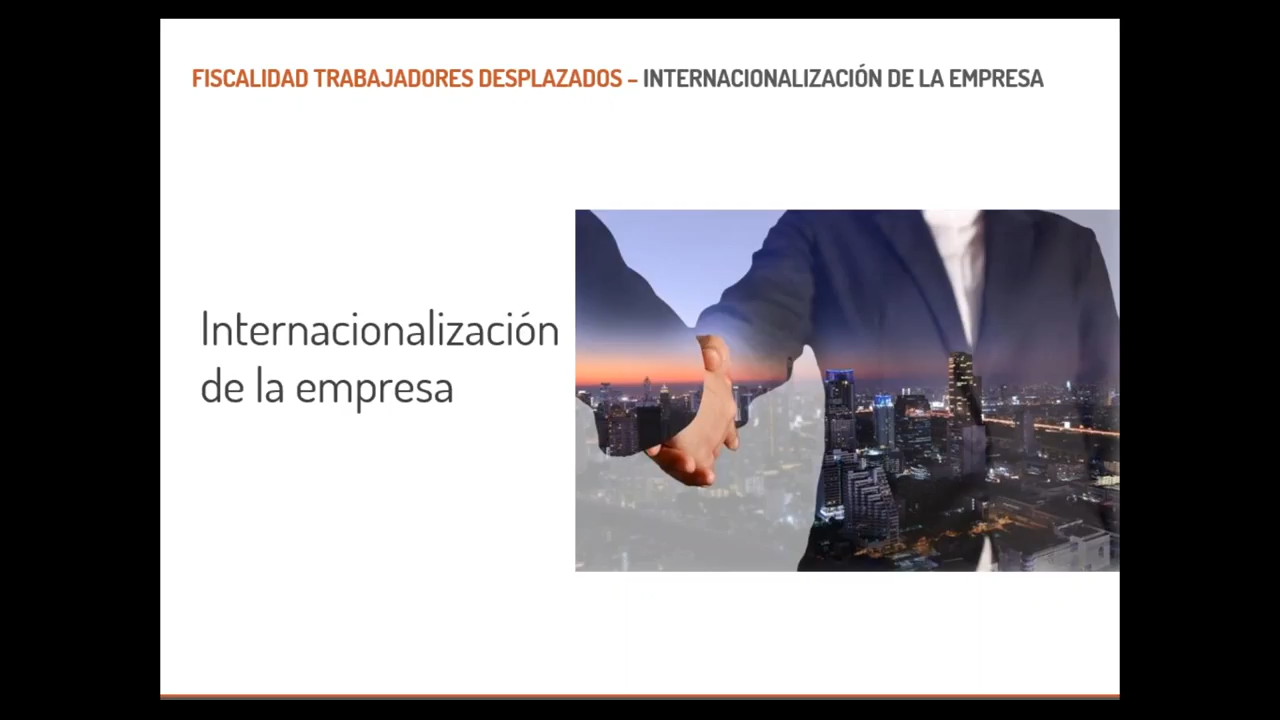 FISCALIDAD TRABAJADORES DESPLAZADOS – INTERNACIONALIZACIÓN DE LA EMPRESA
Internacionalización
de la empresa